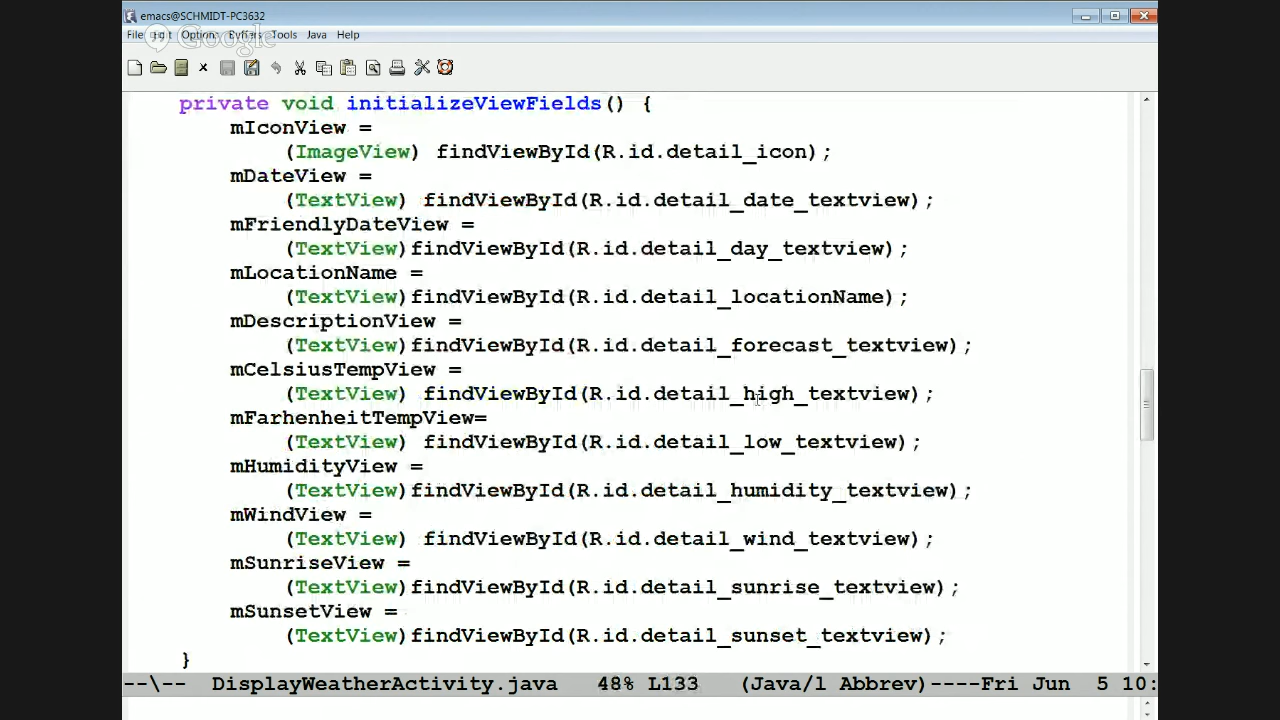 emacs@SCHMIDT-PC3632
File Edit Options Buffers Tools Java Help
Google
private void initializeViewFields() {
mIconView =
(ImageView) findViewById(R.id.detail_icon);
mDateView =
(TextView) findViewById(R.id.detail_date_textview);
mFriendlyDateView =
(TextView)findViewById(R.id.detail_day_textview);
mLocationName =
(TextView)findViewById(R.id.detail_locationName);
mDescriptionView =
(TextView)findViewById(R.id.detail_forecast_textview);
mCelsiusTempView =
(TextView) findViewById(R.id.detail_high_textview);
mFarhenheitTempView=
(TextView) findViewById(R.id.detail_low_textview);
mHumidityView =
(TextView)findViewById(R.id.detail_humidity_textview);
mWindView =
(TextView) findViewById(R.id.detail_wind_textview);
mSunriseView =
(TextView)findViewById(R.id.detail_sunrise_textview);
mSunsetView =
(TextView)findViewById(R.id.detail_sunset_textview);
}
--\-- DisplayWeatherActivity.java 48% L133 (Java/l Abbrev)----Fri Jun 5 10: